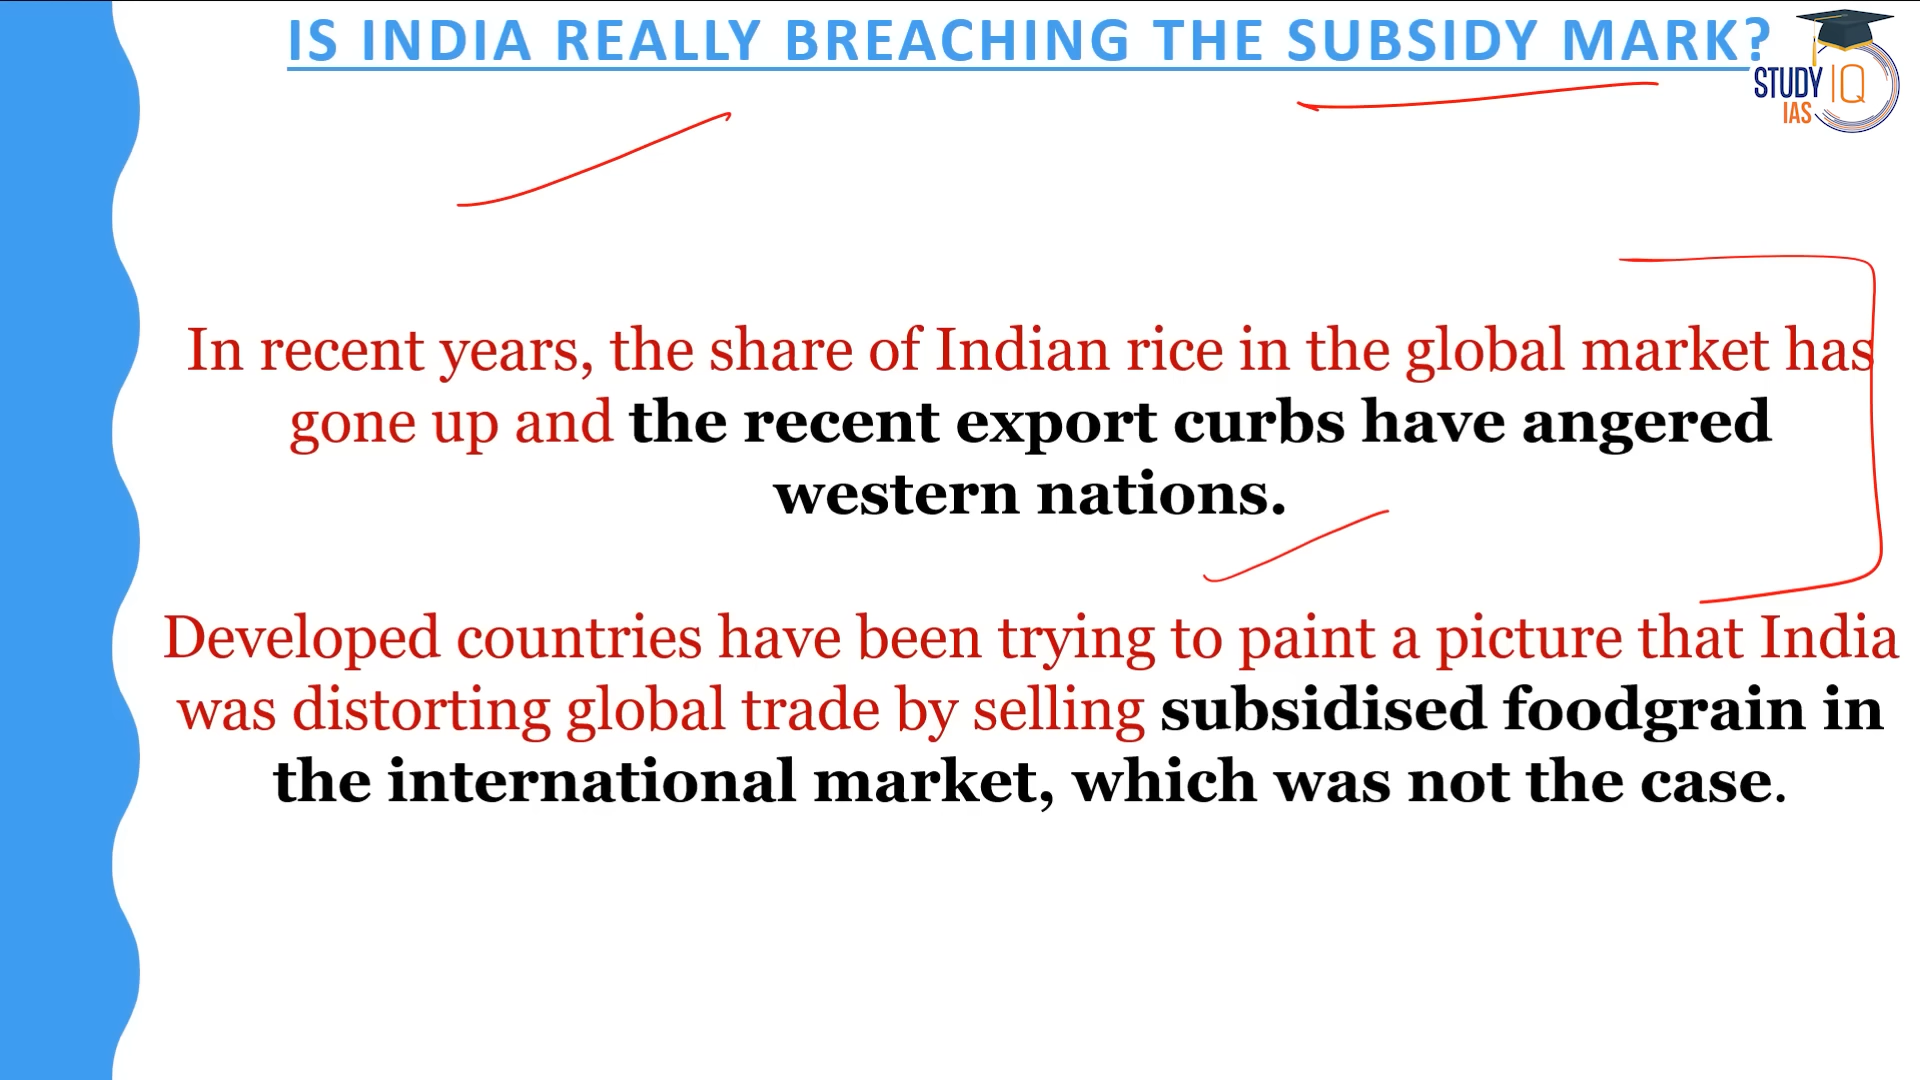 IS INDIA REALLY BREACHING THE SUBSIDY MARK?
STUDY IQ
IAS
In recent years, the share of Indian rice in the global market has
gone up and the recent export curbs have angered
western nations.
Developed countries have been trying to paint a picture that India
was distorting global trade by selling subsidised foodgrain in
the international market, which was not the case.